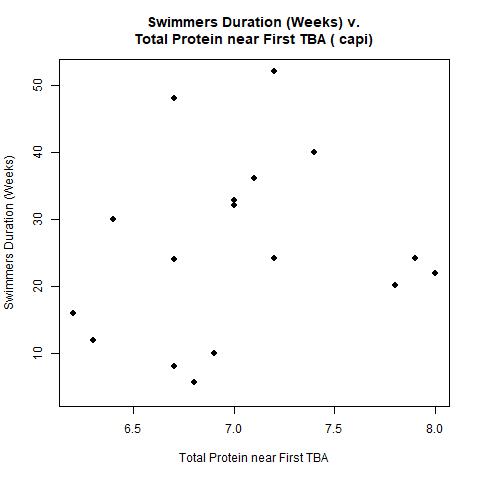 Swimmers Duration (Weeks) v.
Total Protein near First TBA ( capi)
Swimmers Duration (Weeks)
50
40
30
20
10
6.5 7.0 7.5 8.0
Total Protein near First TBA